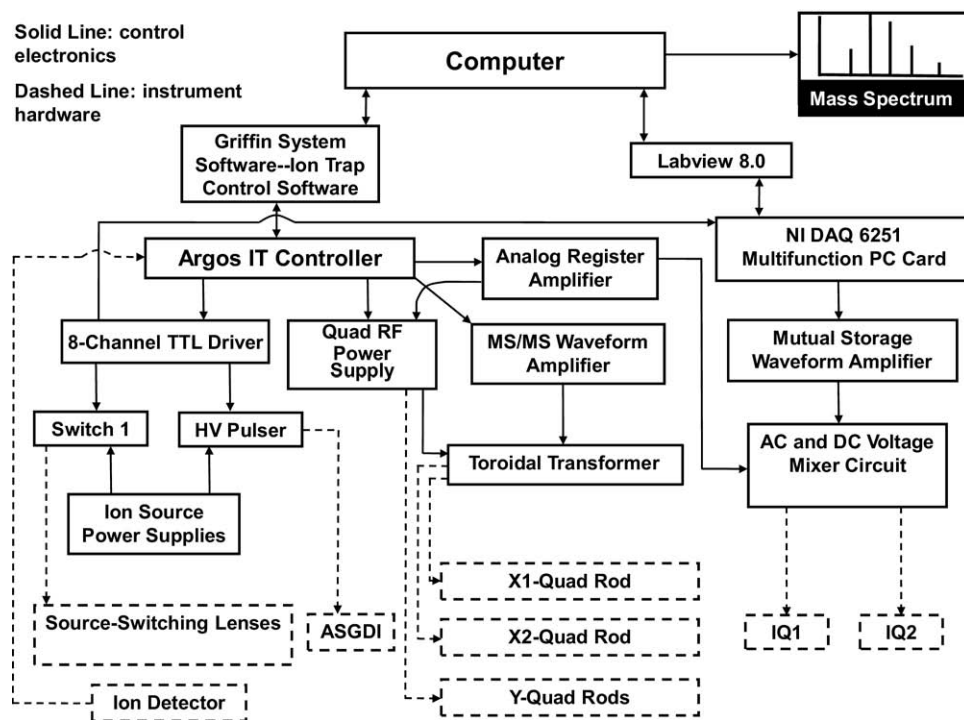 Solid Line: control
electronics
Dashed Line: instrument
hardware
Computer
Mass Spectrum
Griffin System
Software--Ion Trap
Control Software
Labview 8.0
Argos IT Controller
Analog Register
Amplifier
NI DAQ 6251
Multifunction PC Card
8-Channel TTL Driver
Quad RF
Power
Supply
MS/MS Waveform
Amplifier
Mutual Storage
Waveform Amplifier
Switch 1
HV Pulser
Toroidal Transformer
AC and DC Voltage
Mixer Circuit
Ion Source
Power Supplies
X1-Quad Rod
Source-Switching Lenses
ASGDI
X2-Quad Rod
IQ1
IQ2
Ion Detector
Y-Quad Rods